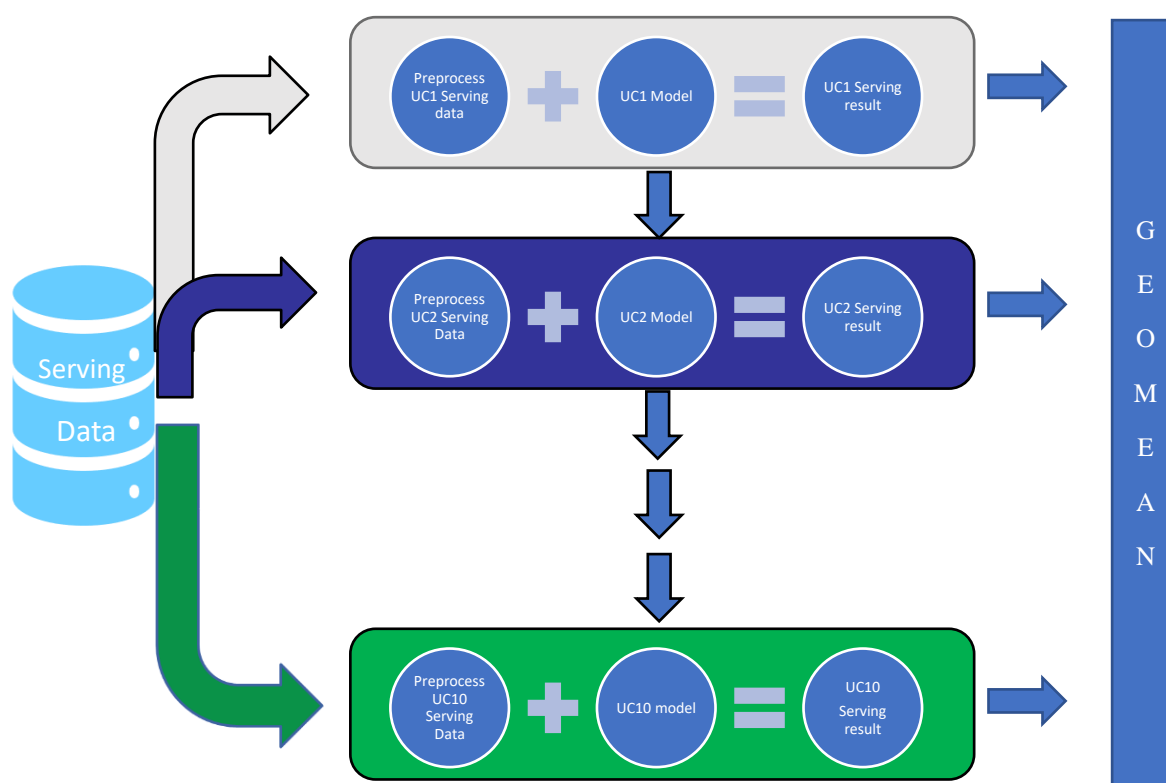 Preprocess
UC1 Serving
data
UC1 Model
UC1 Serving
result
Serving
Data
Preprocess
UC2 Serving
Data
UC2 Model
UC2 Serving
result
Preprocess
UC10
Serving
Data
UC10 model
UC10
Serving
result
G
E
O
M
E
A
N